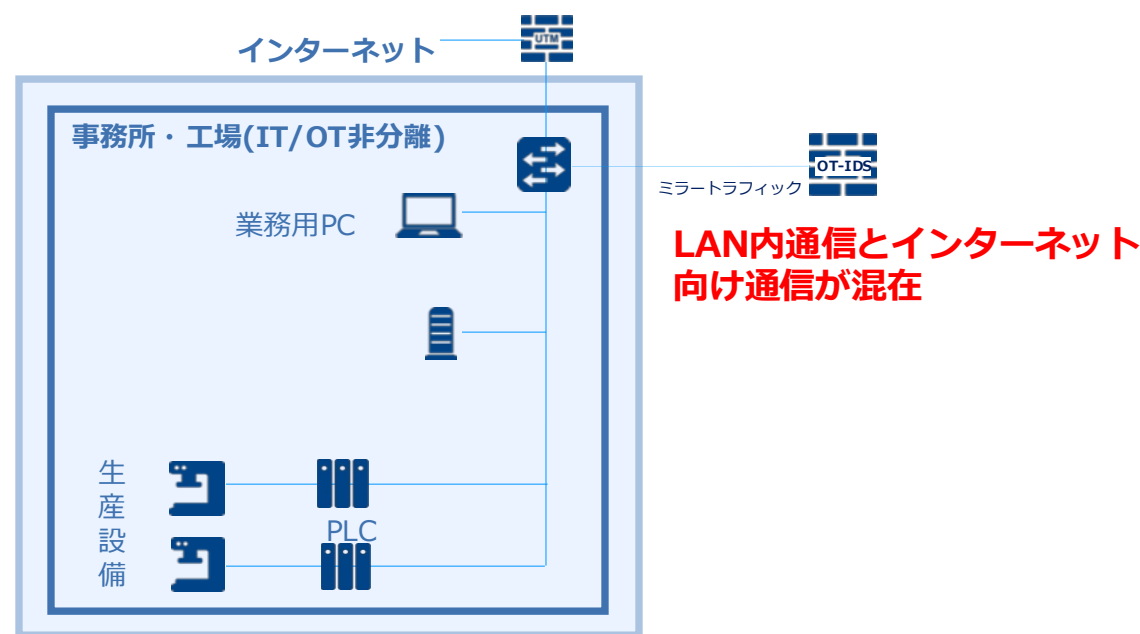 インターネット
UTM
事務所・工場(IT/OT非分離)
OT-IDS
ミラートラフィック
業務用PC
LAN内通信とインターネット
向け通信が混在
生産設備
PLC